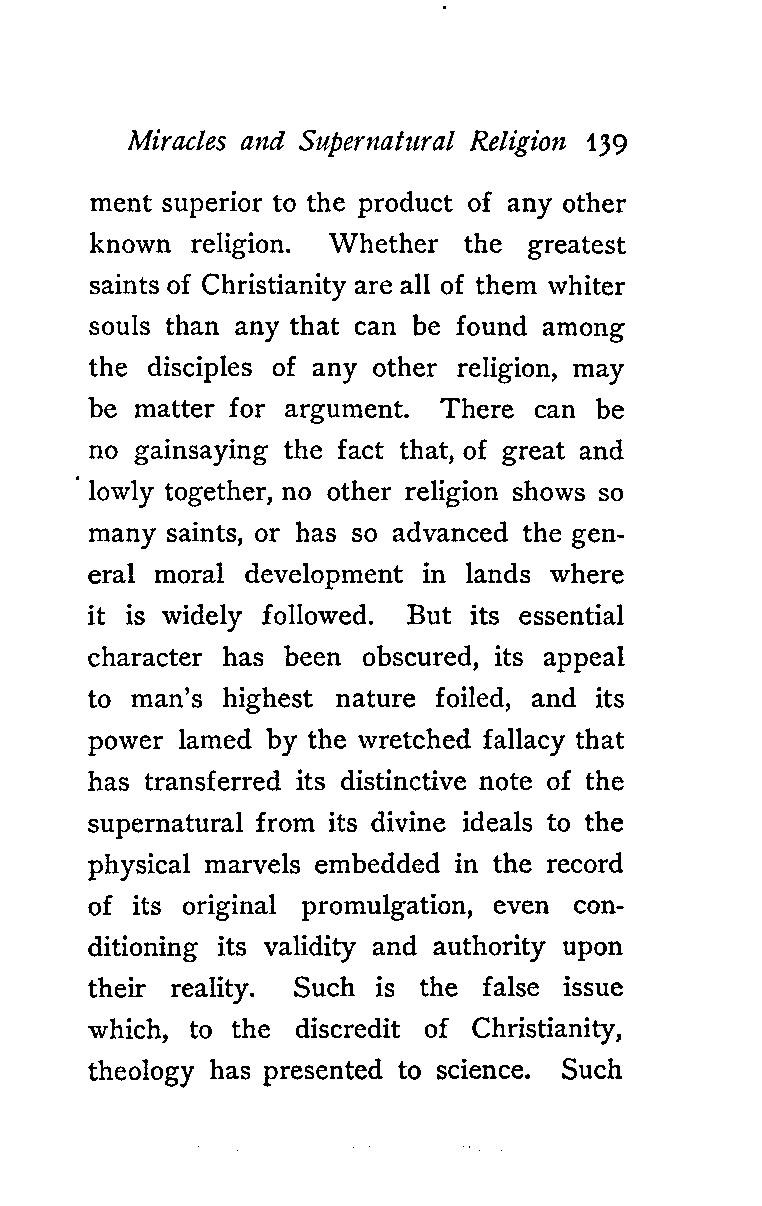 Miracles and Supernatural Religion 139
ment superior to the product of any other
known religion. Whether the greatest
saints of Christianity are all of them whiter
souls than any that can be found among
the disciples of any other religion, may
be matter for argument. There can be
no gainsaying the fact that, of great and
lowly together, no other religion shows so
many saints, or has so advanced the gen-
eral moral development in lands where
it is widely followed. But its essential
character has been obscured, its appeal
to man's highest nature foiled, and its
power lamed by the wretched fallacy that
has transferred its distinctive note of the
supernatural from its divine ideals to the
physical marvels embedded in the record
of its original promulgation, even con-
ditioning its validity and authority upon
their reality. Such is the false issue
which, to the discredit of Christianity,
theology has presented to science. Such